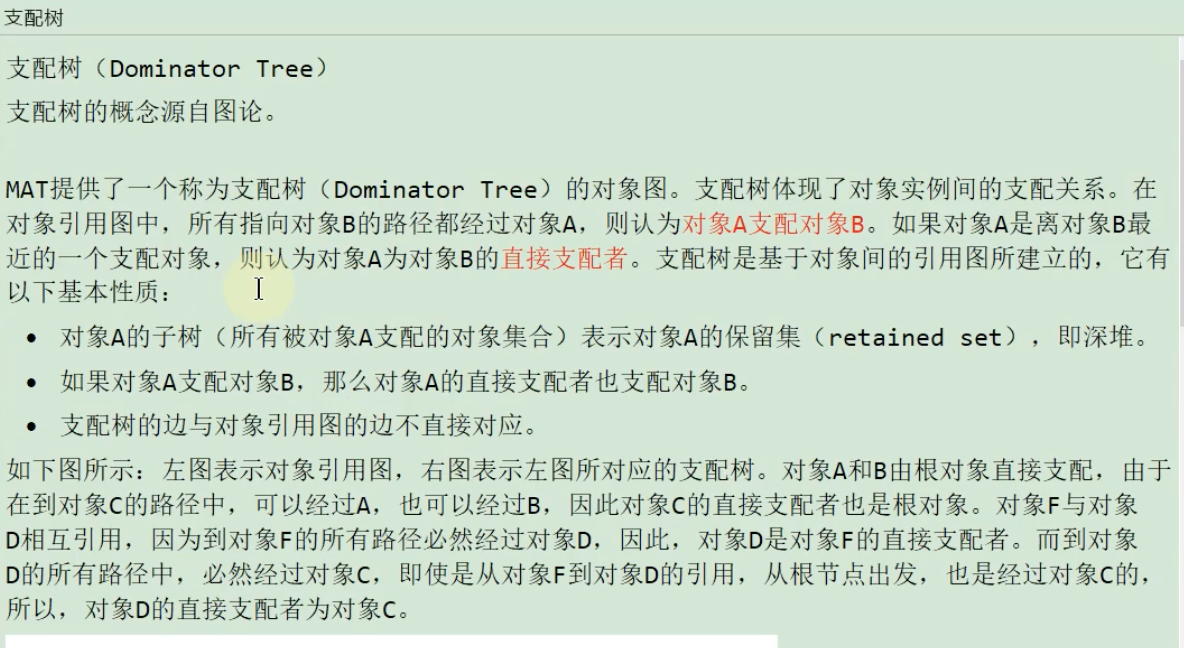 支配树
支配树（Dominator Tree）
支配树的概念源自图论。
MAT提供了一个称为支配树（Dominator Tree）的对象图。支配树体现了对象实例间的支配关系。在
对象引用图中，所有指向对象B的路径都经过对象A，则认为对象A支配对象B。如果对象A是离对象B最
近的一个支配对象，则认为对象A为对象B的直接支配者。支配树是基于对象间的引用图所建立的，它有
以下基本性质：
• 对象A的子树（所有被对象A支配的对象集合）表示对象A的保留集（retained set），即深堆。
• 如果对象A支配对象B，那么对象A的直接支配者也支配对象B。
• 支配树的边与对象引用图的边不直接对应。
如下图所示：左图表示对象引用图，右图表示左图所对应的支配树。对象A和B由根对象直接支配，由于
在到对象C的路径中，可以经过A，也可以经过B，因此对象C的直接支配者也是根对象。对象F与对象
D相互引用，因为到对象F的所有路径必然经过对象D，因此，对象D是对象F的直接支配者。而到对象
D的所有路径中，必然经过对象C，即使是从对象F到对象D的引用，从根节点出发，也是经过对象C的，
所以，对象D的直接支配者为对象C。